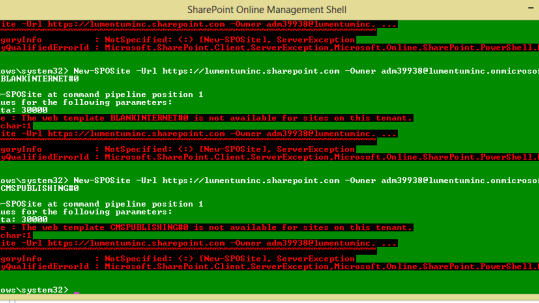 SharePoint Online Management Shell
ite -Url https://lumentuminc.sharepoint.com -Owner adm39938@lumentuminc. ...
goryInfo : NotSpecified: (:) [New-SPOSite], ServerException
yQualifiedErrorId : Microsoft.SharePoint.Client.ServerException,Microsoft.Online.SharePoint.PowerShell.
ows\system32> New-SPOSite -Url https://lumentuminc.sharepoint.com -Owner adm39938@lumentuminc.onmicroso
BLANKINTERNET#0
-SPOSite at command pipeline position 1
ues for the following parameters:
ta: 30000
e : The web template BLANKINTERNET#0 is not available for sites on this tenant.
char:1
ite -Url https://lumentuminc.sharepoint.com -Owner adm39938@lumentuminc. ...
goryInfo : NotSpecified: (:) [New-SPOSite], ServerException
yQualifiedErrorId : Microsoft.SharePoint.Client.ServerException,Microsoft.Online.SharePoint.PowerShell.N
ows\system32> New-SPOSite -Url https://lumentuminc.sharepoint.com -Owner adm39938@lumentuminc.onmicroso
CMSPUBLISHING#0
-SPOSite at command pipeline position 1
ues for the following parameters:
ta: 30000
e : The web template CMSPUBLISHING#0 is not available for sites on this tenant.
char:1
ite -Url https://lumentuminc.sharepoint.com -Owner adm39938@lumentuminc. ...
goryInfo : NotSpecified: (:) [New-SPOSite], ServerException
yQualifiedErrorId : Microsoft.SharePoint.Client.ServerException,Microsoft.Online.SharePoint.PowerShell.N
ows\system32> _